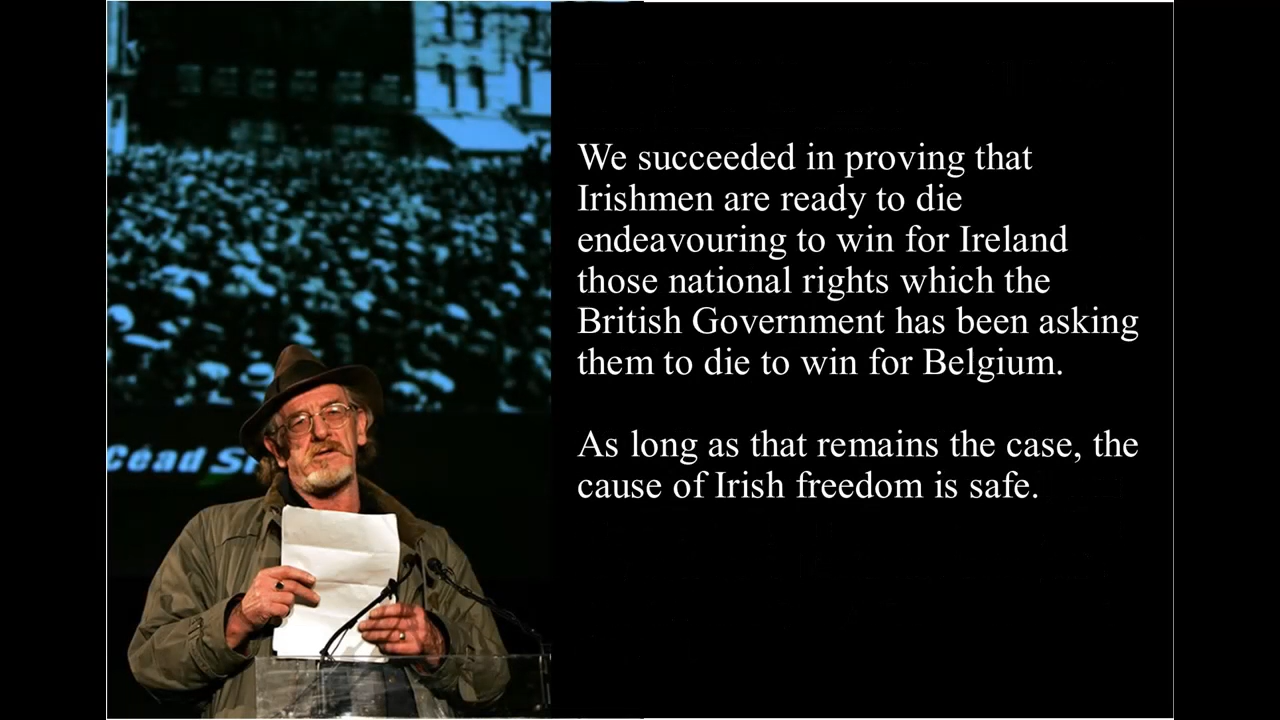 Céad S
We succeeded in proving that
Irishmen are ready to die
endeavouring to win for Ireland
those national rights which the
British Government has been asking
them to die to win for Belgium.
As long as that remains the case, the
cause of Irish freedom is safe.